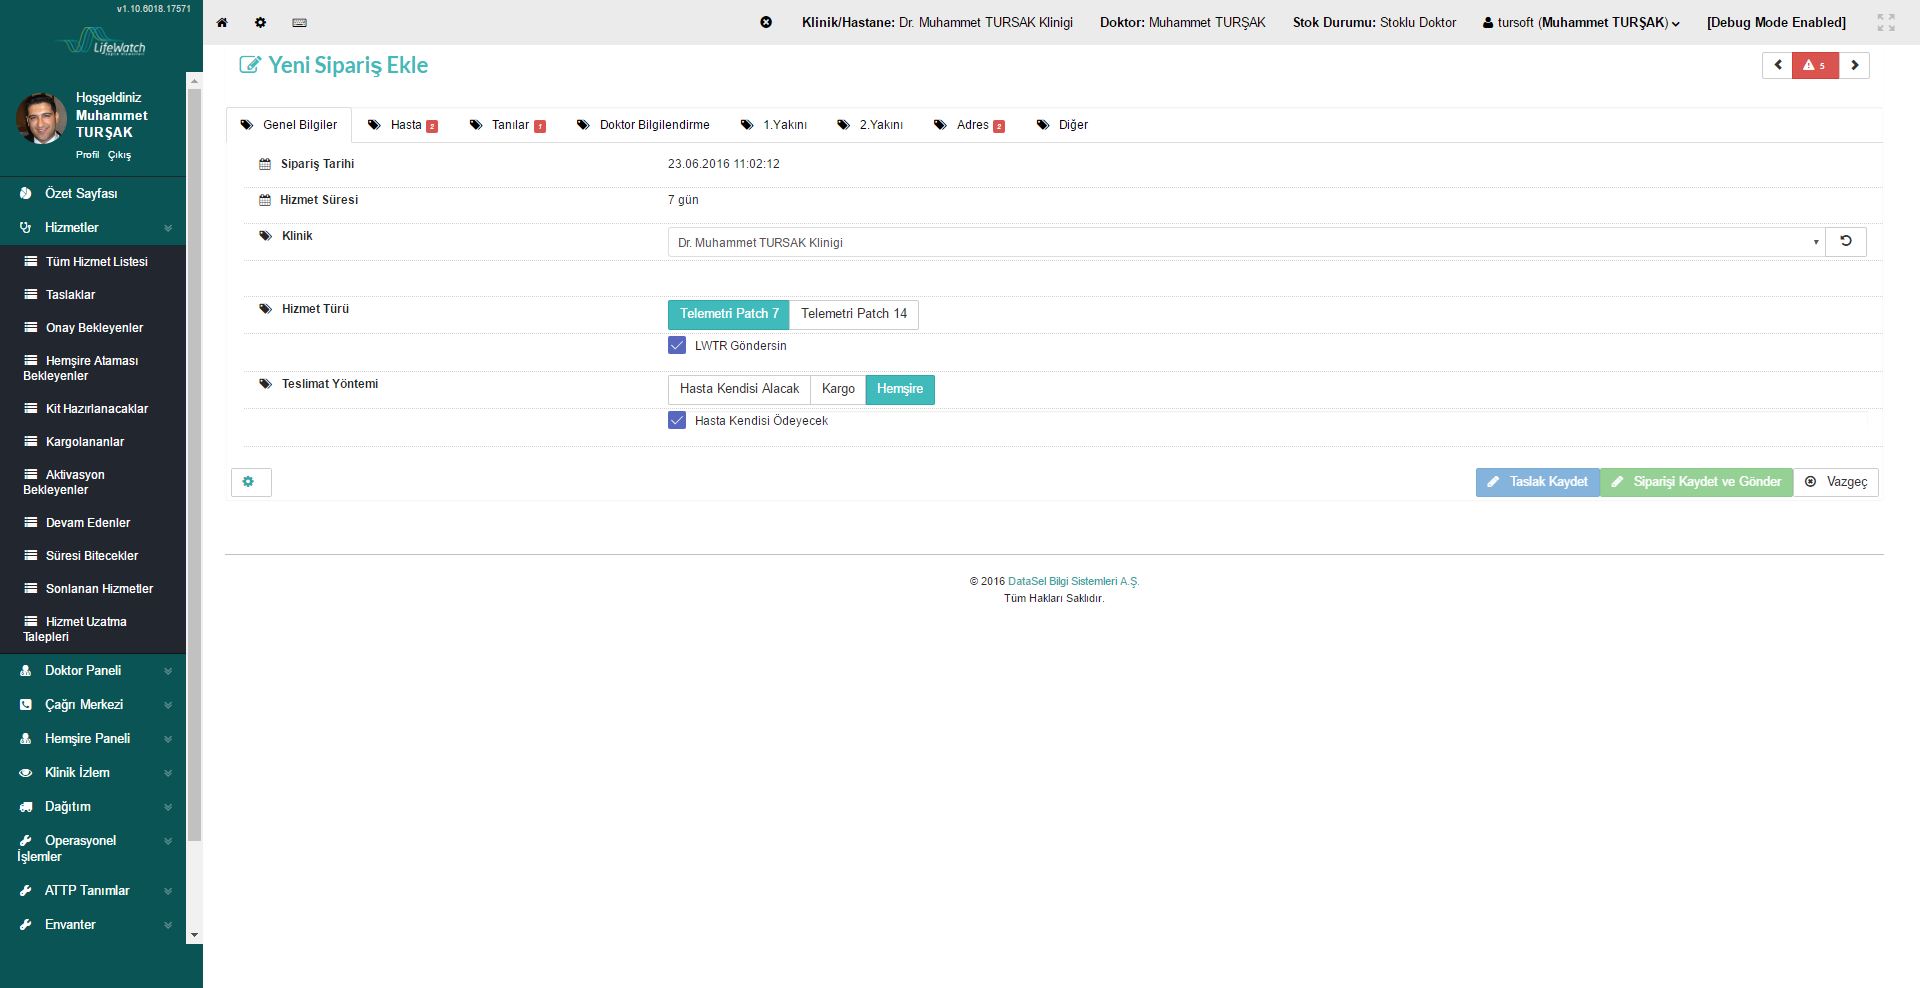 v1.10.6018.17571
LifeWatch
Hoşgeldiniz
Muhammet
TURŞAK
Profil Çıkış
Özet Sayfası
Hizmetler
Tüm Hizmet Listesi
Taslaklar
Onay Bekleyenler
Hemşire Ataması
Bekleyenler
Kit Hazırlanacaklar
Kargolananlar
Aktivasyon
Bekleyenler
Devam Edenler
Süresi Bitecekler
Sonlanan Hizmetler
Hizmet Uzatma
Talepleri
Doktor Paneli
Çağrı Merkezi
Hemşire Paneli
Klinik İzlem
Dağıtım
Operasyonel
İşlemler
ATTP Tanımlar
Envanter
Klinik/Hastane: Dr. Muhammet TURSAK Klinigi Doktor: Muhammet TURŞAK Stok Durumu: Stoklu Doktor tursoft (Muhammet TURŞAK) [Debug Mode Enabled]
Yeni Sipariş Ekle
5
Genel Bilgiler Hasta 2 Tanılar 1 Doktor Bilgilendirme 1.Yakını 2.Yakını Adres 2 Diğer
Sipariş Tarihi 23.06.2016 11:02:12
Hizmet Süresi 7 gün
Klinik Dr. Muhammet TURSAK Klinigi
Hizmet Türü Telemetri Patch 7 Telemetri Patch 14
LWTR Göndersin
Teslimat Yöntemi Hasta Kendisi Alacak Kargo Hemşire
Hasta Kendisi Ödeyecek
Taslak Kaydet Siparişi Kaydet ve Gönder Vazgeç
© 2016 DataSel Bilgi Sistemleri A.Ş.
Tüm Hakları Saklıdır.